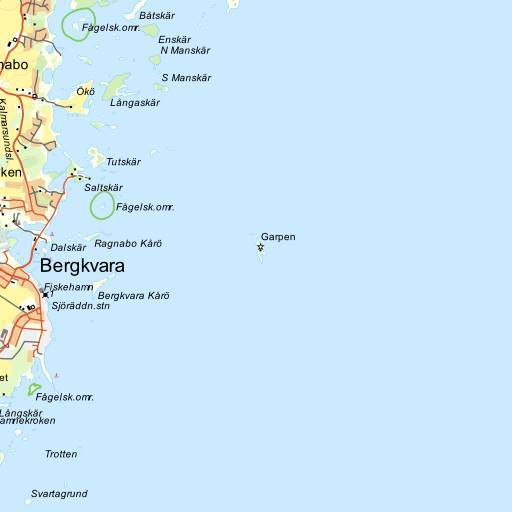 Båtskär
Fågelsk.omr.
Enskär
N Manskär
nabo
S Manskär
Ökö
Långaskär
Kalmarsundsl.
Tutskär
ken
Saltskär
Fågelsk.omr.
Garpen
Dalskär
Ragnabo Kårö
Bergkvara
Fiskehamn
Bergkvara Kårö
Sjöräddn.stn
et
Fågelsk.omr.
Långskär
amnekroken
Trotten
Svartagrund